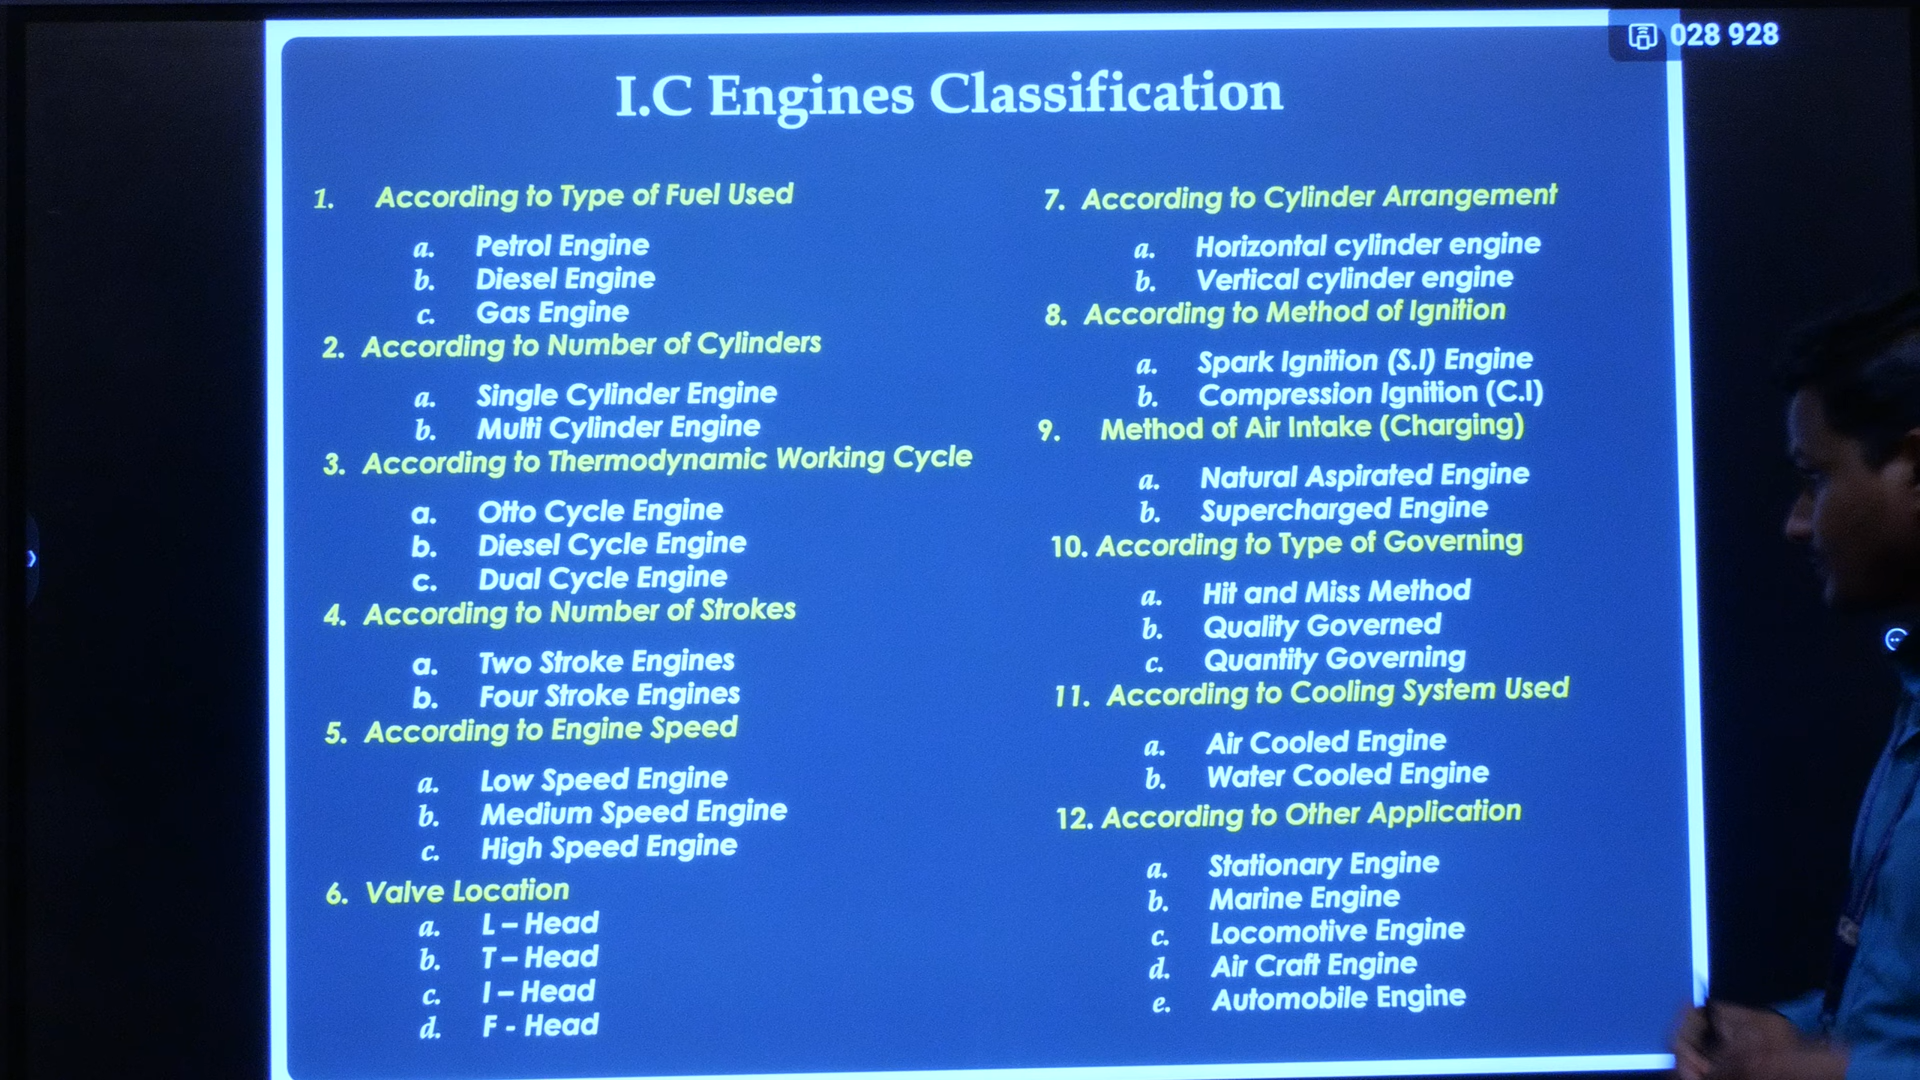 028 928
I.C Engines Classification
1. According to Type of Fuel Used
a. Petrol Engine
b. Diesel Engine
c. Gas Engine
2. According to Number of Cylinders
a. Single Cylinder Engine
b. Multi Cylinder Engine
3. According to Thermodynamic Working Cycle
a. Otto Cycle Engine
b. Diesel Cycle Engine
c. Dual Cycle Engine
4. According to Number of Strokes
a. Two Stroke Engines
b. Four Stroke Engines
5. According to Engine Speed
a. Low Speed Engine
b. Medium Speed Engine
c. High Speed Engine
6. Valve Location
a. L – Head
b. T – Head
c. I – Head
d. F - Head
7. According to Cylinder Arrangement
a. Horizontal cylinder engine
b. Vertical cylinder engine
8. According to Method of Ignition
a. Spark Ignition (S.I) Engine
b. Compression Ignition (C.I)
9. Method of Air Intake (Charging)
a. Natural Aspirated Engine
b. Supercharged Engine
10. According to Type of Governing
a. Hit and Miss Method
b. Quality Governed
c. Quantity Governing
11. According to Cooling System Used
a. Air Cooled Engine
b. Water Cooled Engine
12. According to Other Application
a. Stationary Engine
b. Marine Engine
c. Locomotive Engine
d. Air Craft Engine
e. Automobile Engine